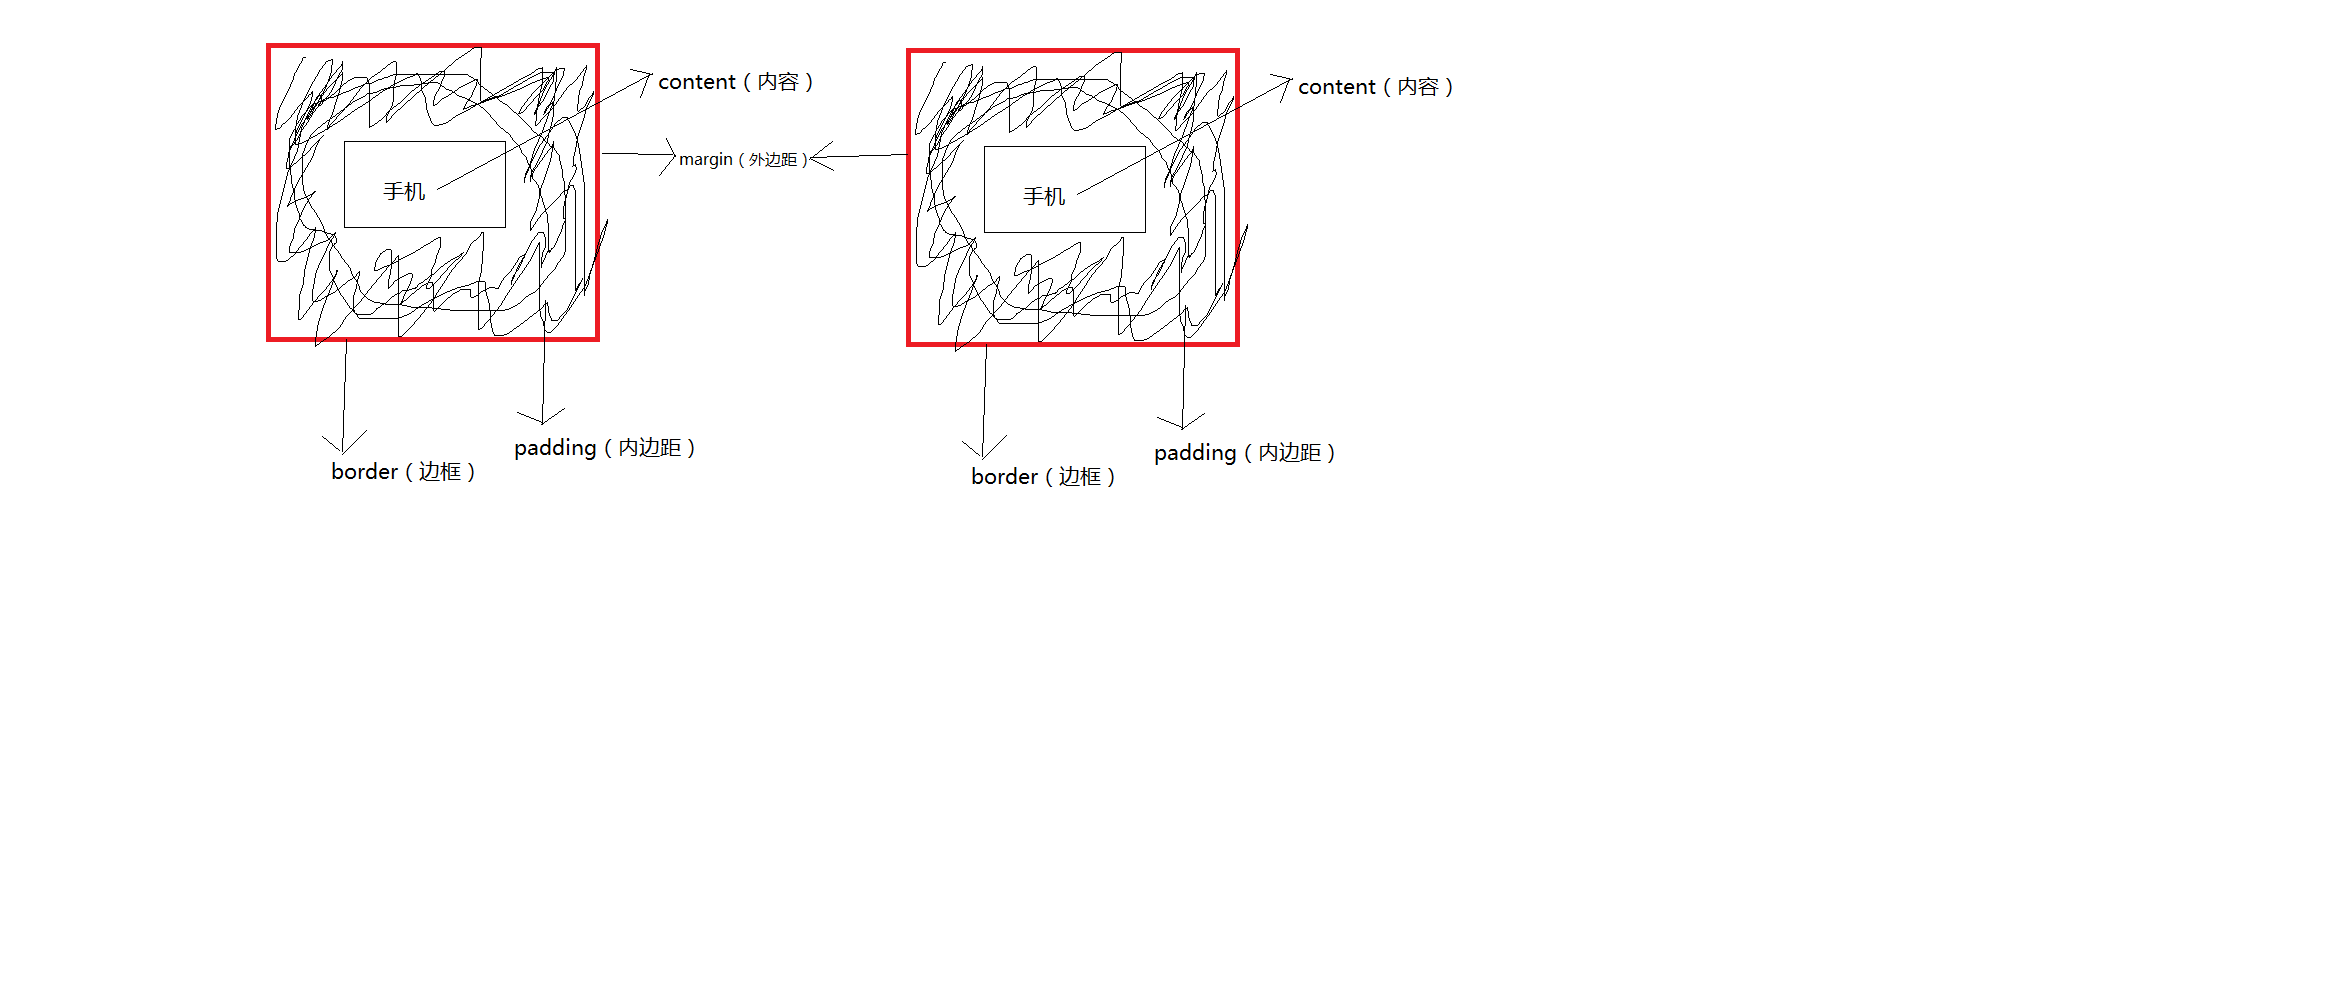 content（内容）
margin（外边距）
手机
padding（内边距）
border（边框）
content（内容）
手机
padding（内边距）
border（边框）